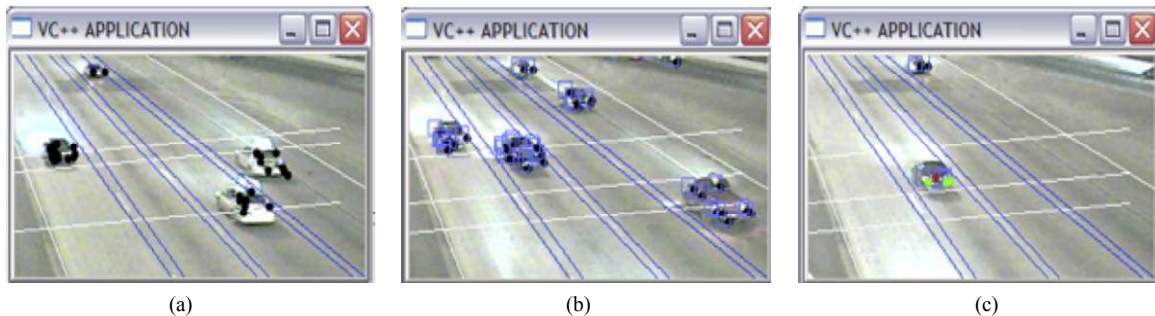 VC++ APPLICATION
VC++ APPLICATION
VC++ APPLICATION
(a)
(b)
(c)